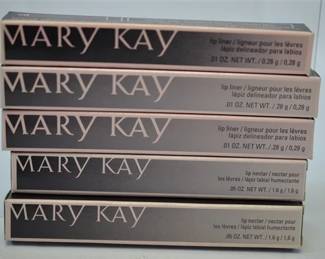 MARY KAY
lip liner / ligneur pour les lèvres
lápiz delineador para labios
.01 OZ. NET WT. / 0.28 g / 0,28 g
MARY KAY
lip liner / ligneur pour les lèvres
lápiz delineador para labios
.01 OZ. NET WT. / .28 g / 0,28 g
MARY KAY
lip liner / ligneur pour les lèvres
lápiz delineador para labios
.01 OZ. NET WT. / .28 g / 0,28 g
MARY KAY
lip nectar / nectar pour
les lèvres / lápiz labial humectante
.05 OZ. NET WT. / 1.6 g / 1,6 g
MARY KAY
lip nectar / nectar pour
les lèvres / lápiz labial humectante
.05 OZ. NET WT. / 1.6 g / 1,6 g